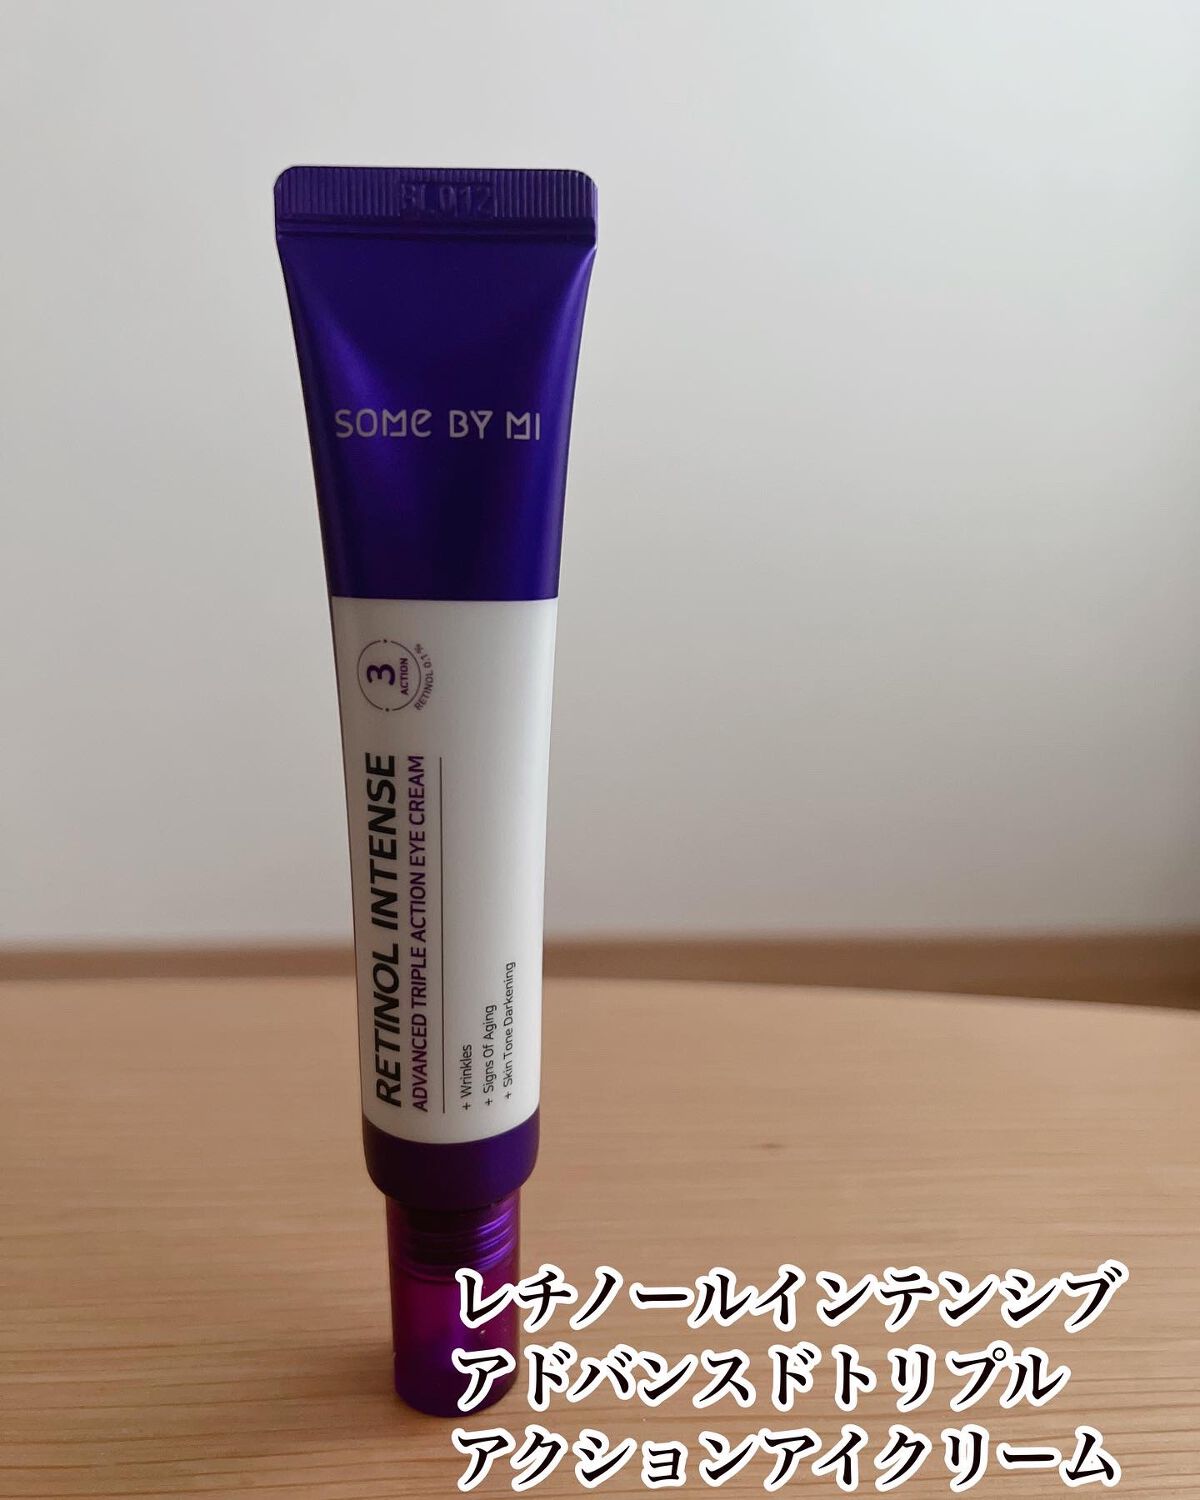 SOME BY MI
3
ACTION
RETINOL 0.1%
RETINOL INTENSE
ADVANCED TRIPLE ACTION EYE CREAM
+ Wrinkles
+ Signs Of Aging
+ Skin Tone Darkening
レチノールインテンシブ
アドバンスドトリプル
アクションアイクリーム